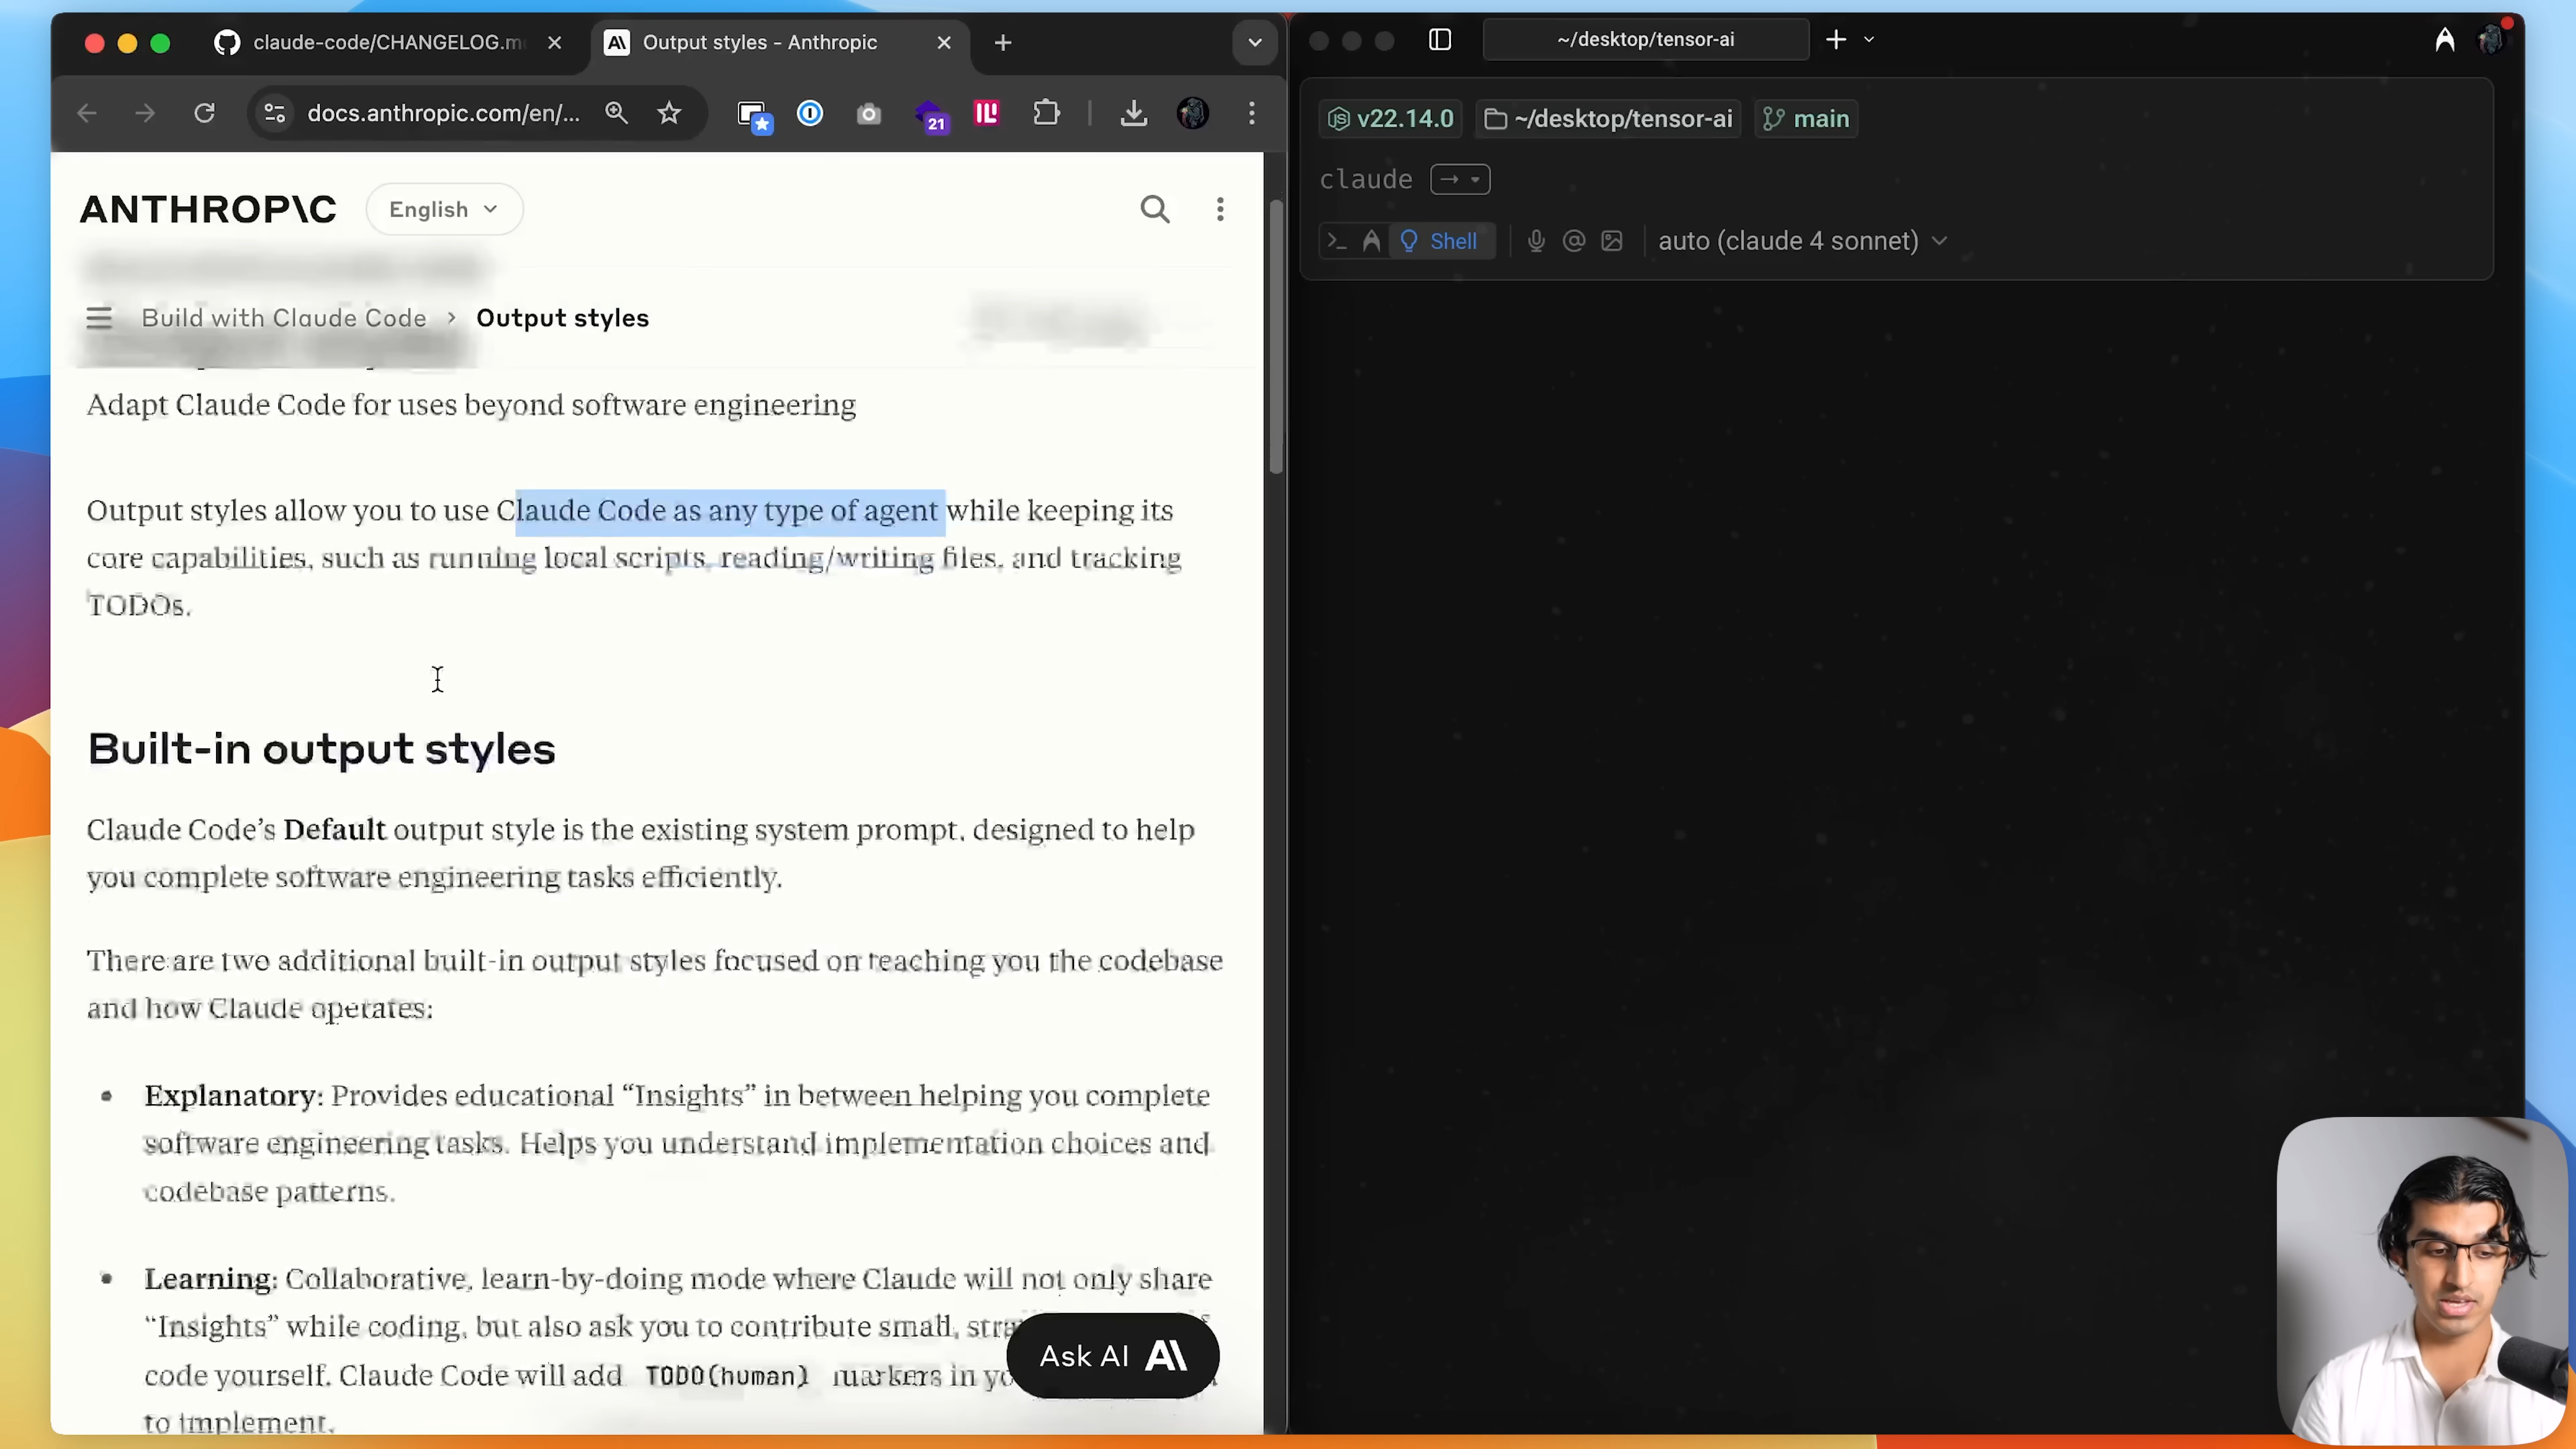 claude-code/CHANGELOG.m
Output styles - Anthropic
docs.anthropic.com/en/...
21
ANTHROP\C
English
Build with Claude Code > Output styles
Adapt Claude Code for uses beyond software engineering
Output styles allow you to use Claude Code as any type of agent while keeping its
core capabilities, such as running local scripts, reading/writing files, and tracking
TODOs.
Built-in output styles
Claude Code’s Default output style is the existing system prompt, designed to help
you complete software engineering tasks efficiently.
There are two additional built-in output styles focused on teaching you the codebase
and how Claude operates:
Explanatory: Provides educational “Insights” in between helping you complete
software engineering tasks. Helps you understand implementation choices and
codebase patterns.
Learning: Collaborative, learn-by-doing mode where Claude will not only share
“Insights” while coding, but also ask you to contribute small,
code yourself. Claude Code will add TODO(human) markers in
to implement.
Ask AI
~/desktop/tensor-ai
v22.14.0 ~/desktop/tensor-ai main
claude
Shell auto (claude 4 sonnet)